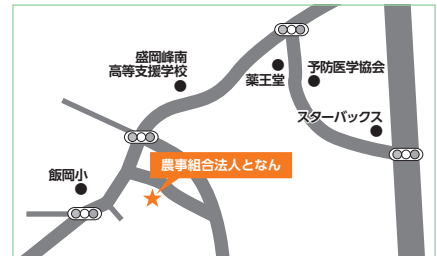 盛岡峰南
高等支援学校
薬王堂
予防医学協会
スターバックス
農事組合法人となん
飯岡小